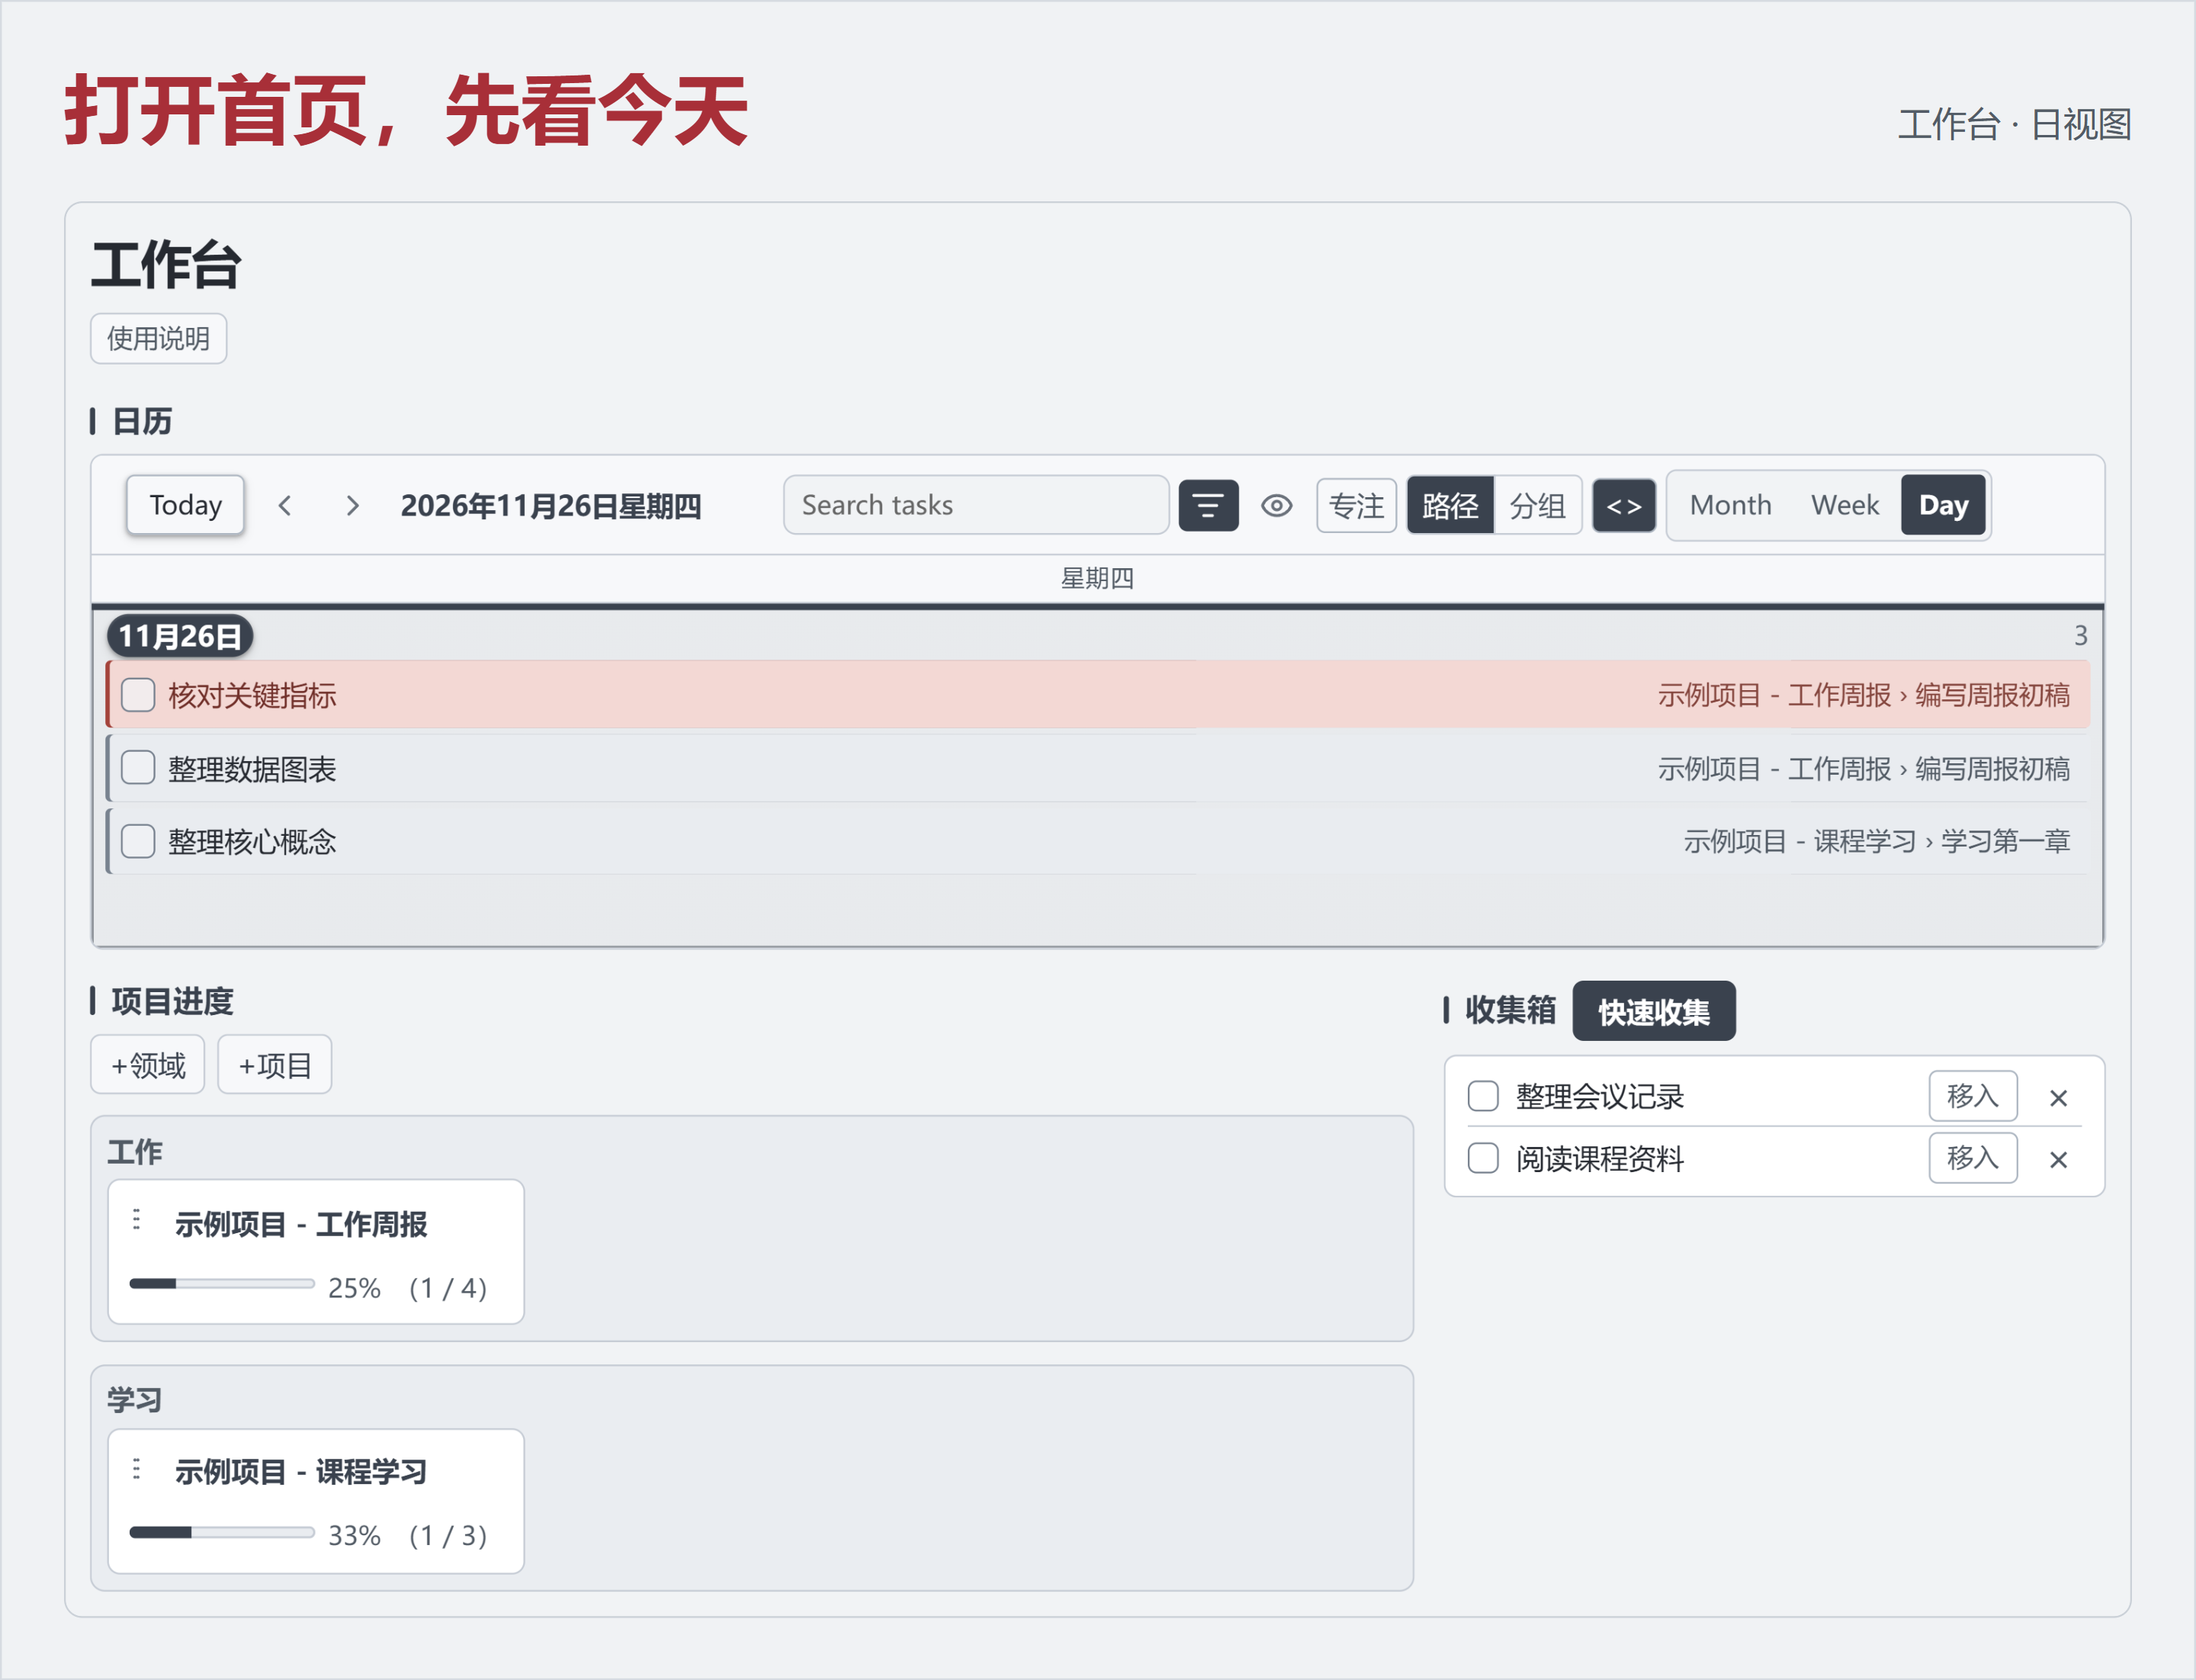 打开首页，先看今天
工作台 · 日视图
工作台
使用说明
日历
Today < > 2026年11月26日星期四 Search tasks 专注 路径 分组 <> Month Week Day
星期四
11月26日 3
核对关键指标 示例项目 - 工作周报 › 编写周报初稿
整理数据图表 示例项目 - 工作周报 › 编写周报初稿
整理核心概念 示例项目 - 课程学习 › 学习第一章
项目进度
+领域 +项目
工作
示例项目 - 工作周报
25% (1 / 4)
学习
示例项目 - 课程学习
33% (1 / 3)
收集箱 快速收集
整理会议记录 移入 ×
阅读课程资料 移入 ×